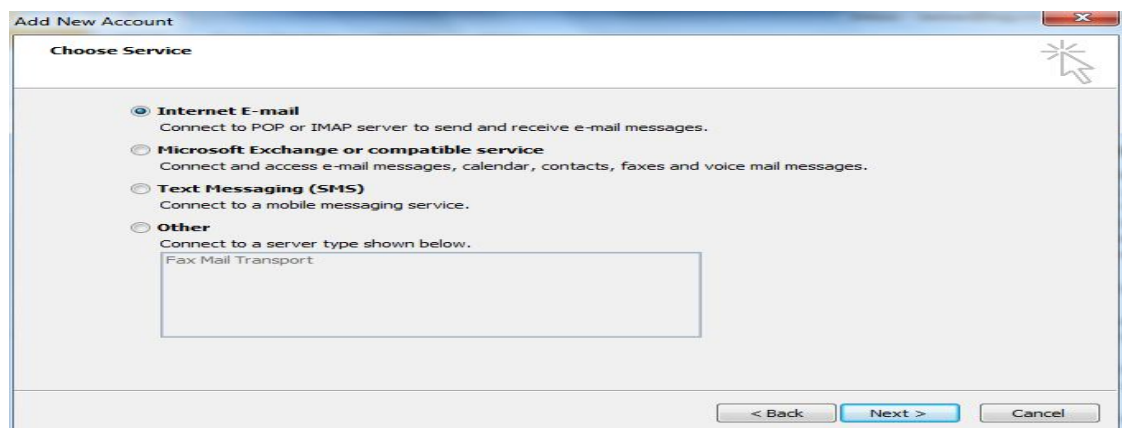 Add New Account
Choose Service
Internet E-mail
Connect to POP or IMAP server to send and receive e-mail messages.
Microsoft Exchange or compatible service
Connect and access e-mail messages, calendar, contacts, faxes and voice mail messages.
Text Messaging (SMS)
Connect to a mobile messaging service.
Other
Connect to a server type shown below.
Fax Mail Transport
< Back Next > Cancel